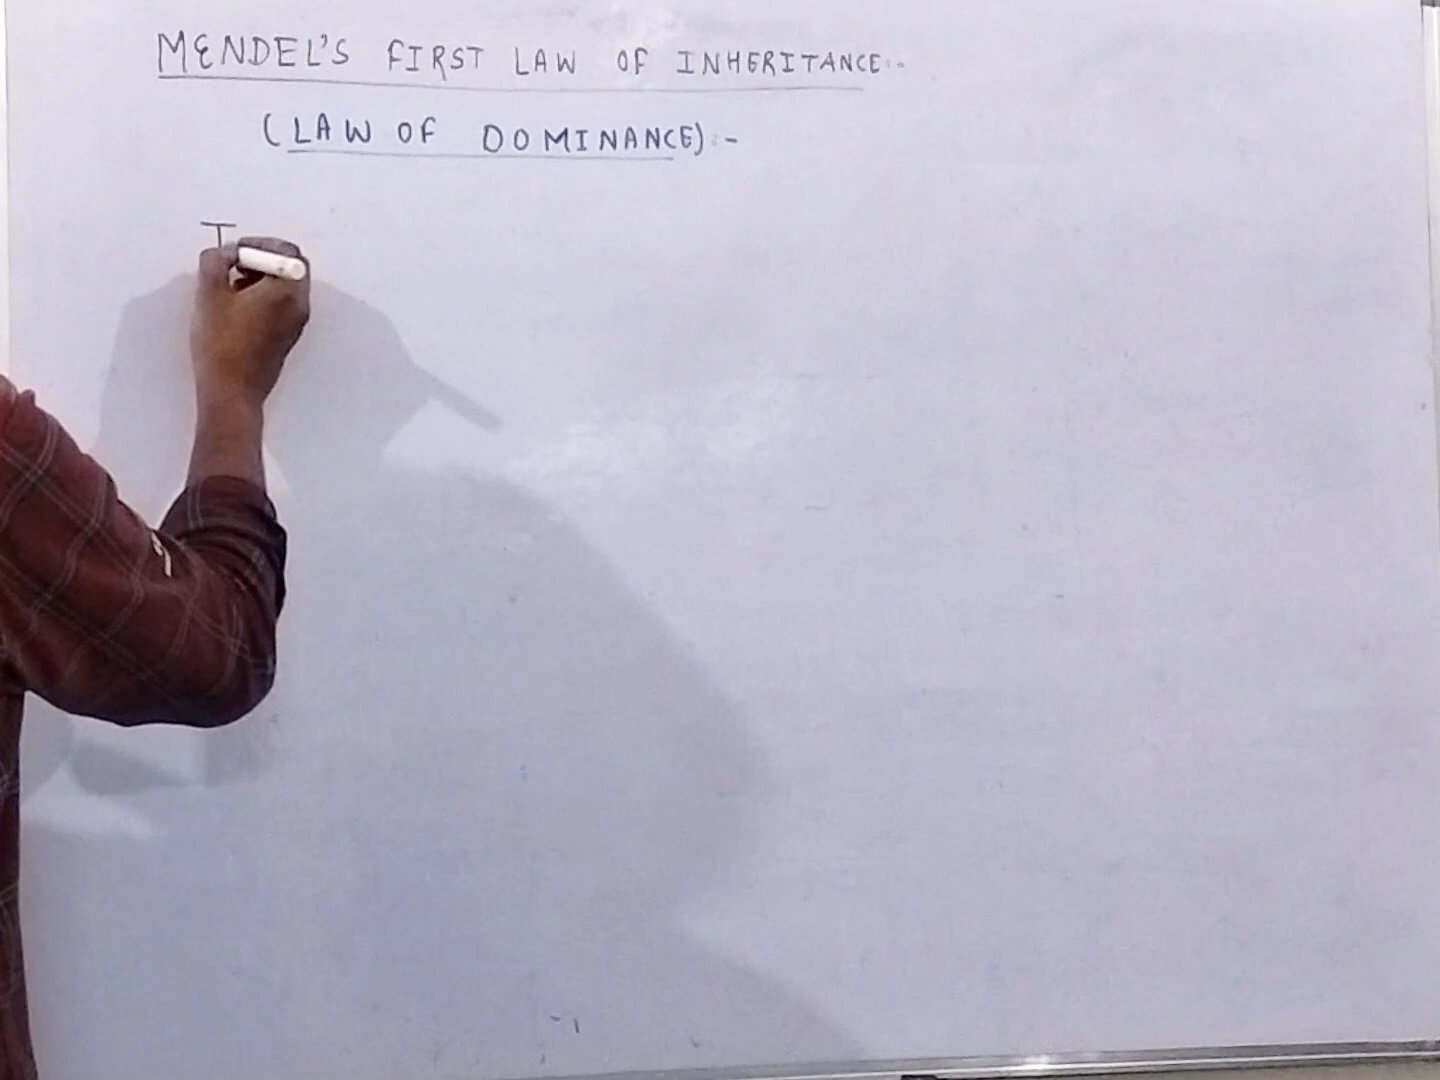 MENDEL'S FIRST LAW OF INHERITANCE:-
(LAW OF DOMINANCE):-
T